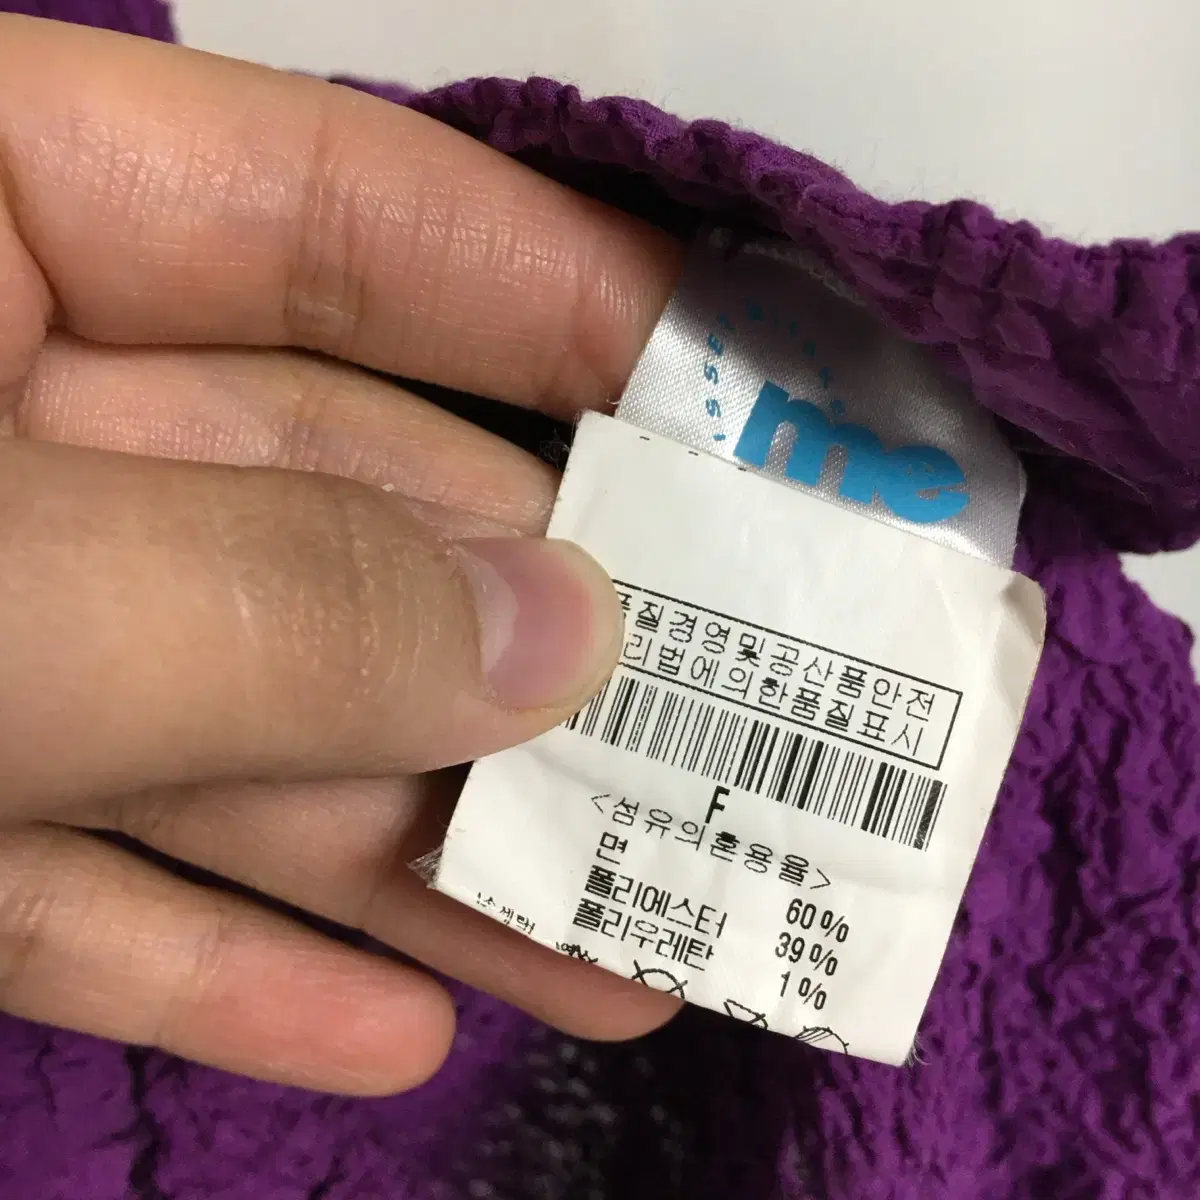 ISSEY MIYAKE
me
품질경영및공산품안전
리법에의한품질표시
F
<섬유의혼용율>
면 60%
폴리에스터 39%
폴리우레탄 1%